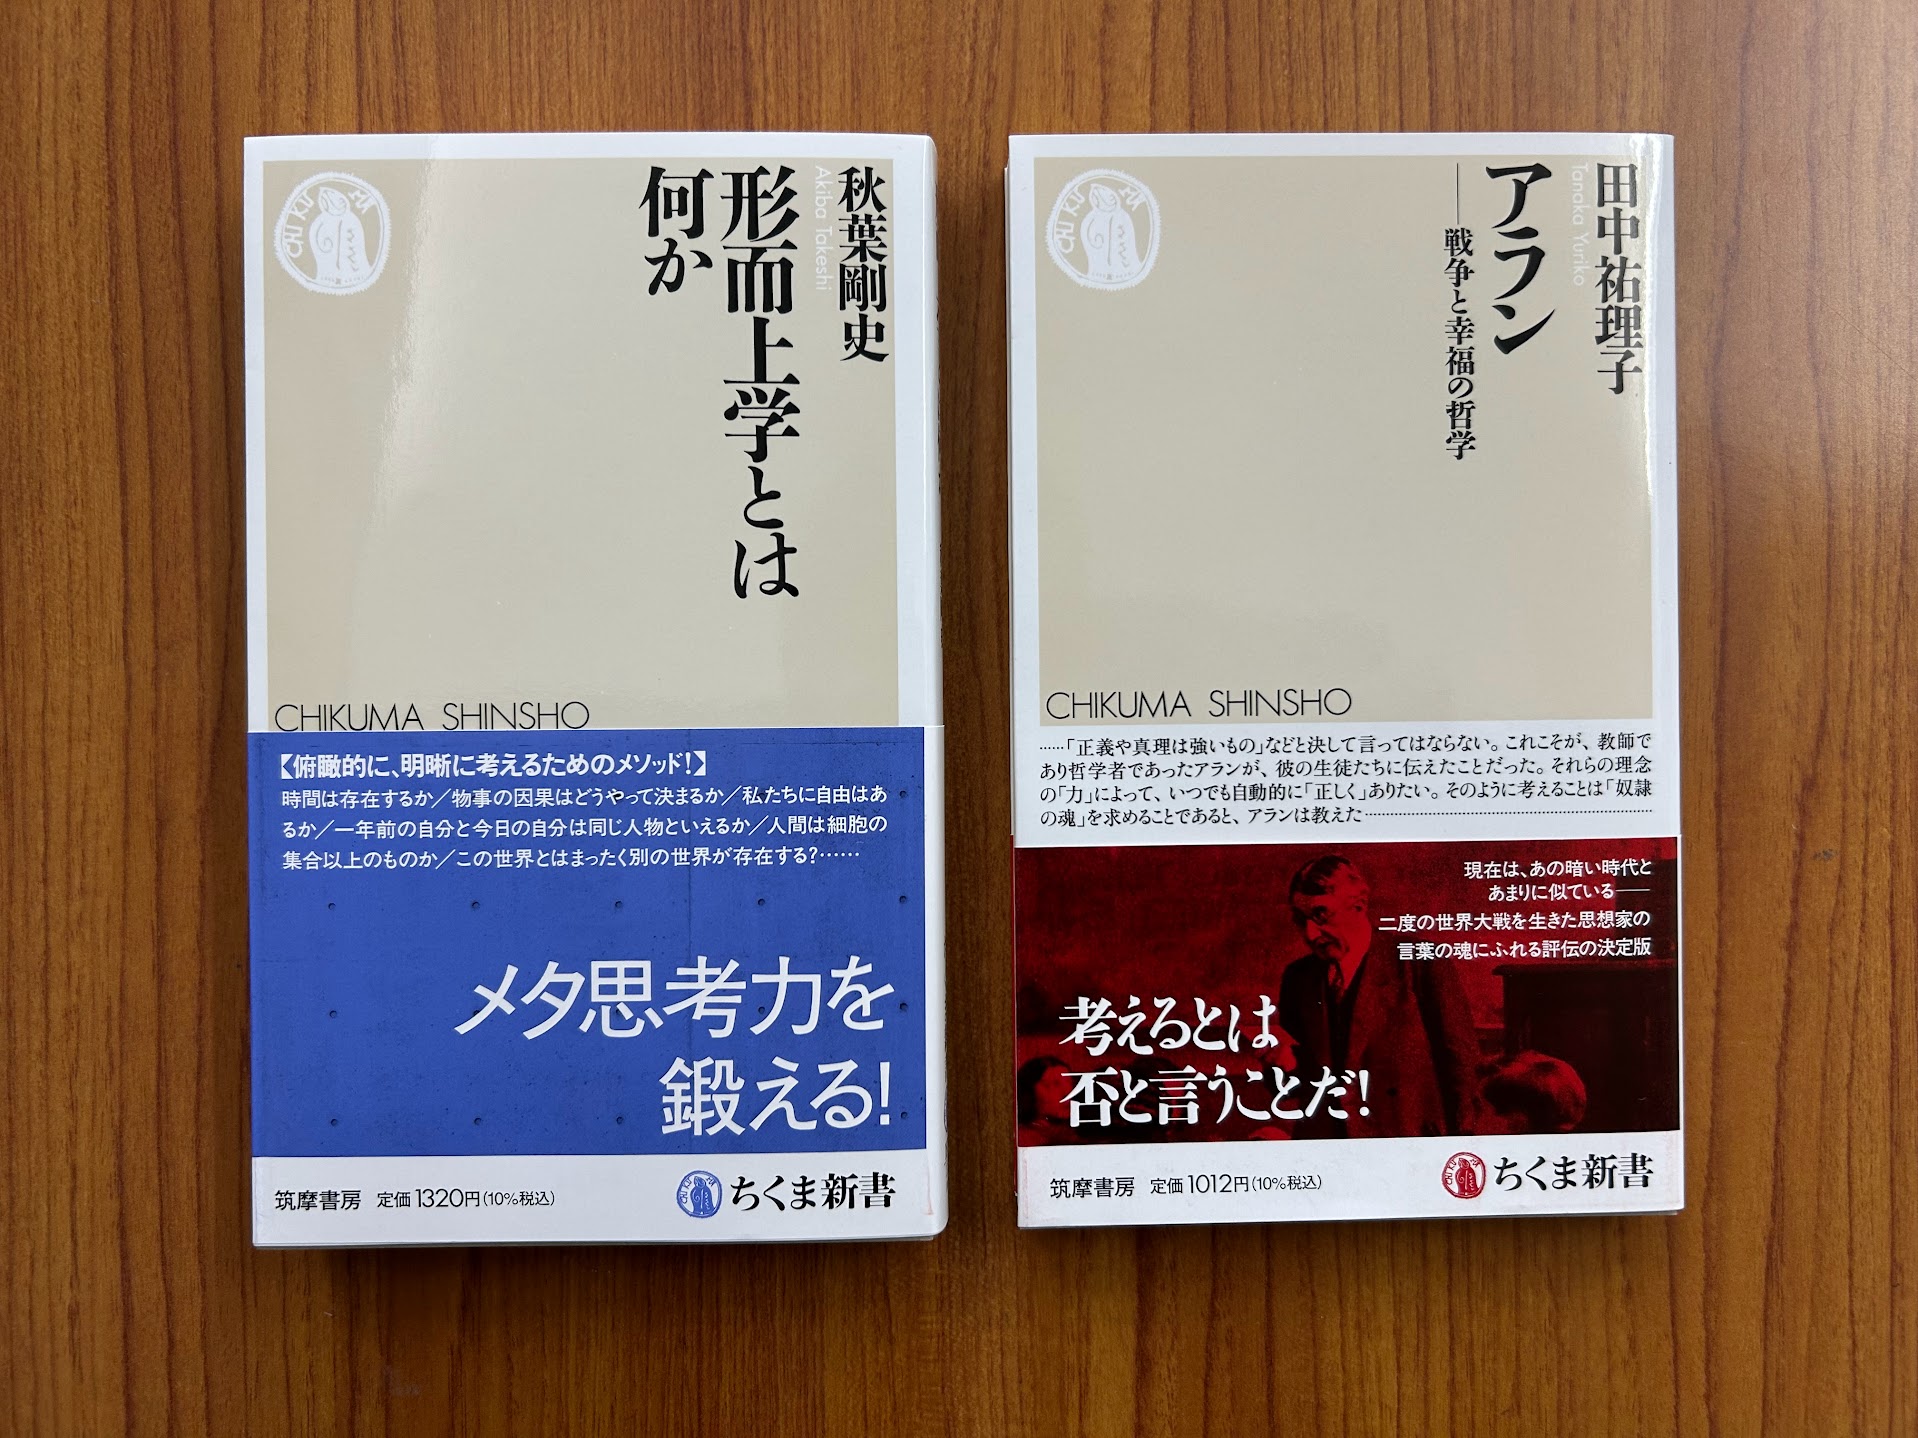 秋葉剛史
Akiba Takeshi
形而上学とは
何か
CHIKUMA
CHIKUMA SHINSHO
【俯瞰的に、明晰に考えるためのメソッド!】
時間は存在するか/物事の因果はどうやって決まるか/私たちに自由はあ
るか/一年前の自分と今日の自分は同じ人物といえるか/人間は細胞の
集合以上のものか/この世界とはまったく別の世界が存在する?……
メタ思考力を
鍛える!
筑摩書房 定価1320円(10%税込)
ちくま新書
田中祐理子
Tanaka Yuriko
アラン
──戦争と幸福の哲学
CHIKUMA
CHIKUMA SHINSHO
……「正義や真理は強いもの」などと決して言ってはならない。これこそが、教師で
あり哲学者であったアランが、彼の生徒たちに伝えたことだった。それらの理念
の「力」によって、いつでも自動的に「正しく」ありたい。そのように考えることは「奴隷
の魂」を求めることであると、アランは教えた……………………………………
現在は、あの暗い時代と
あまりに似ている──
二度の世界大戦を生きた思想家の
言葉の魂にふれる評伝の決定版
考えるとは
否と言うことだ!
筑摩書房 定価1012円(10%税込)
ちくま新書